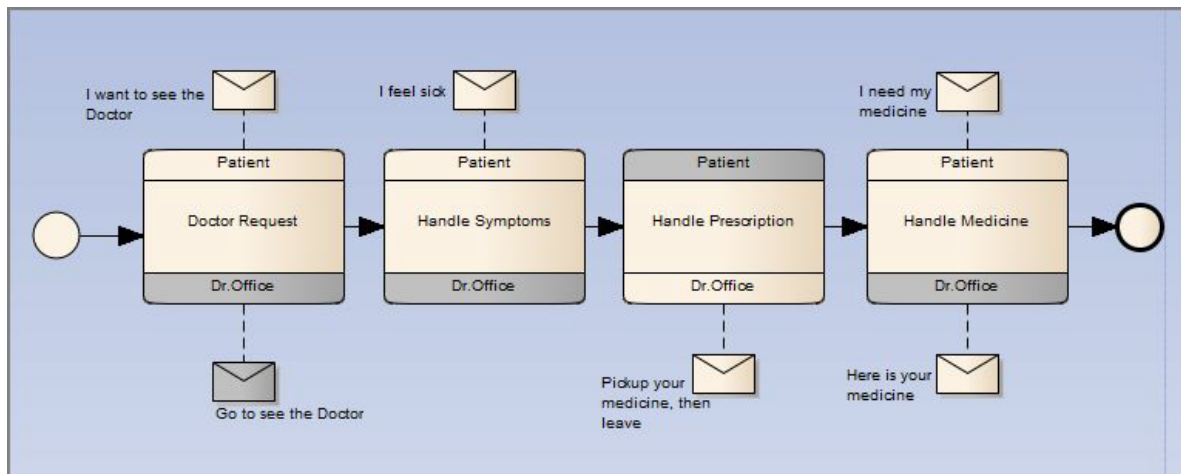 I want to see the
Doctor
I feel sick
I need my
medicine
Patient
Patient
Patient
Patient
Doctor Request
Handle Symptoms
Handle Prescription
Handle Medicine
Dr.Office
Dr.Office
Dr.Office
Dr.Office
Go to see the Doctor
Pickup your
medicine, then
leave
Here is your
medicine